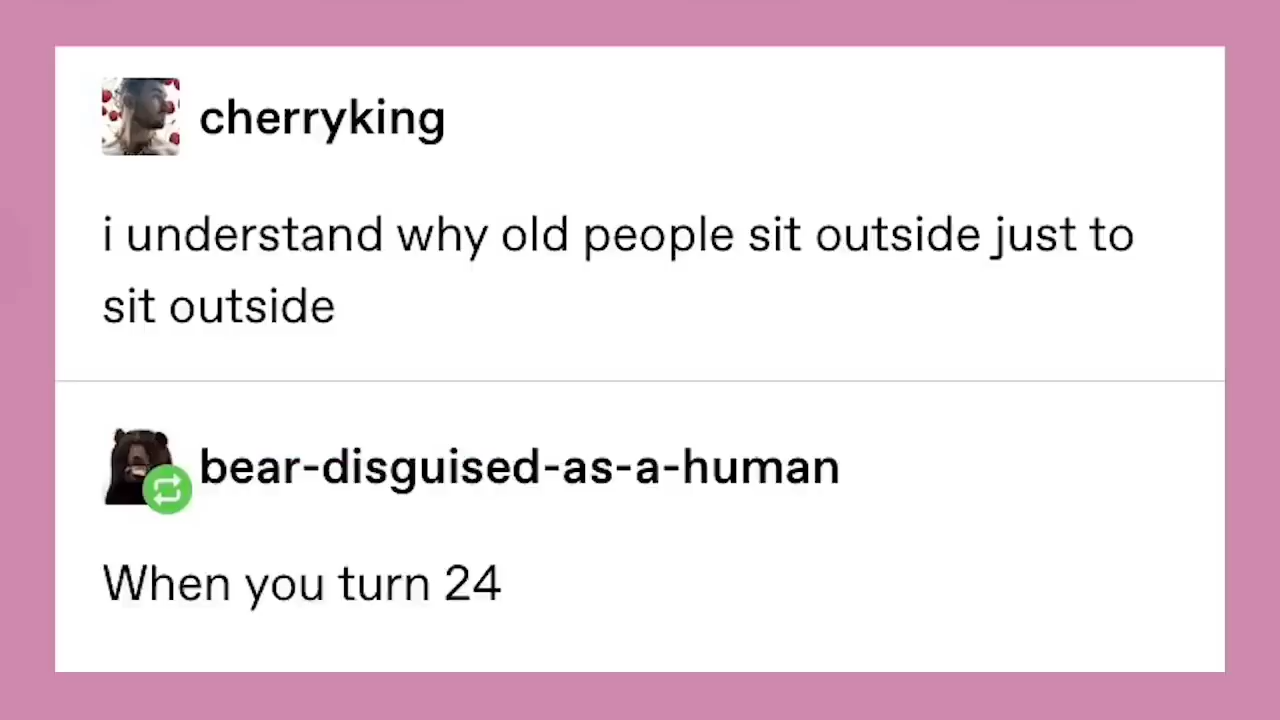 cherryking
i understand why old people sit outside just to
sit outside
bear-disguised-as-a-human
When you turn 24